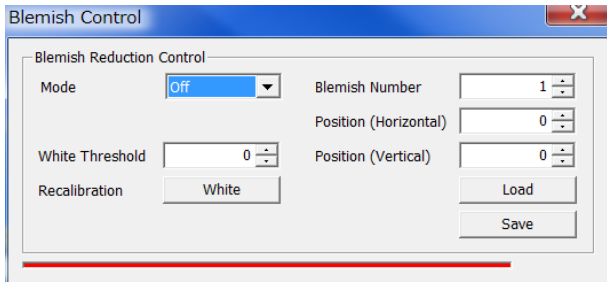 Blemish Control
Blemish Reduction Control
Mode Off Blemish Number 1
Position (Horizontal) 0
White Threshold 0 Position (Vertical) 0
Recalibration White Load
Save